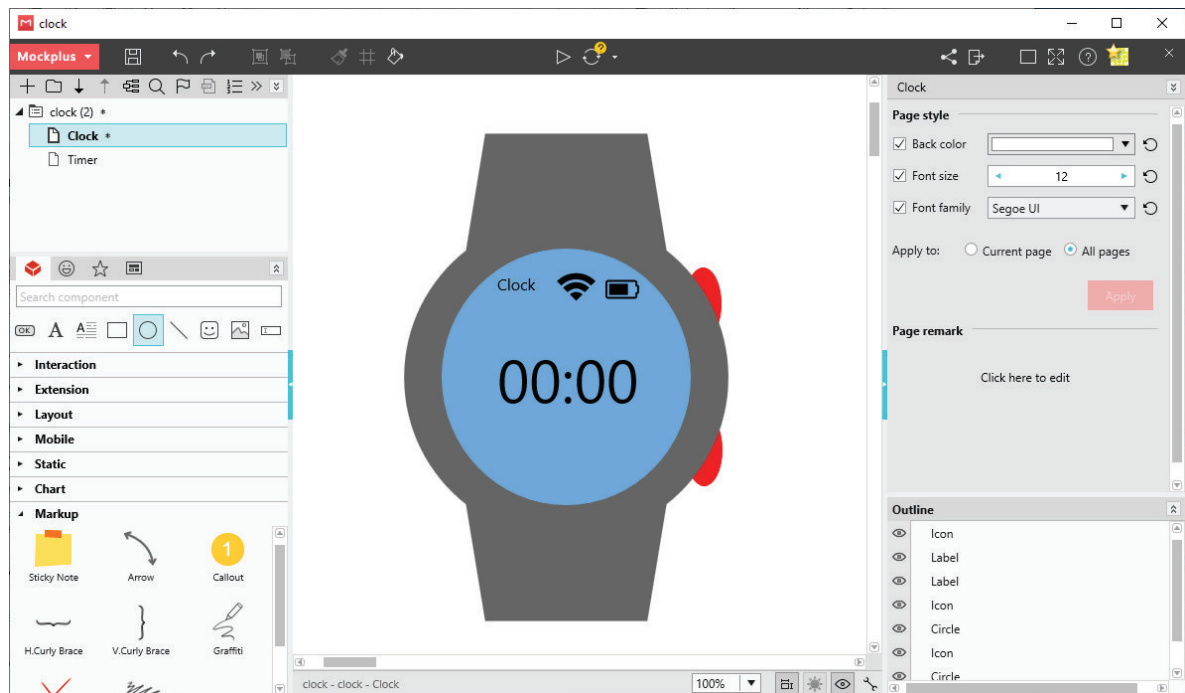 clock
Mockplus
clock (2) *
Clock *
Timer
Search component
OK
A
A
Interaction
Extension
Layout
Mobile
Static
Chart
Markup
1
Sticky Note
Arrow
Callout
H.Curly Brace
V.Curly Brace
Graffiti
Clock
00:00
clock - clock - Clock
100%
Clock
Page style
Back color
Font size
12
Font family
Segoe UI
Apply to:
Current page
All pages
Apply
Page remark
Click here to edit
Outline
Icon
Label
Label
Icon
Circle
Icon
Circle